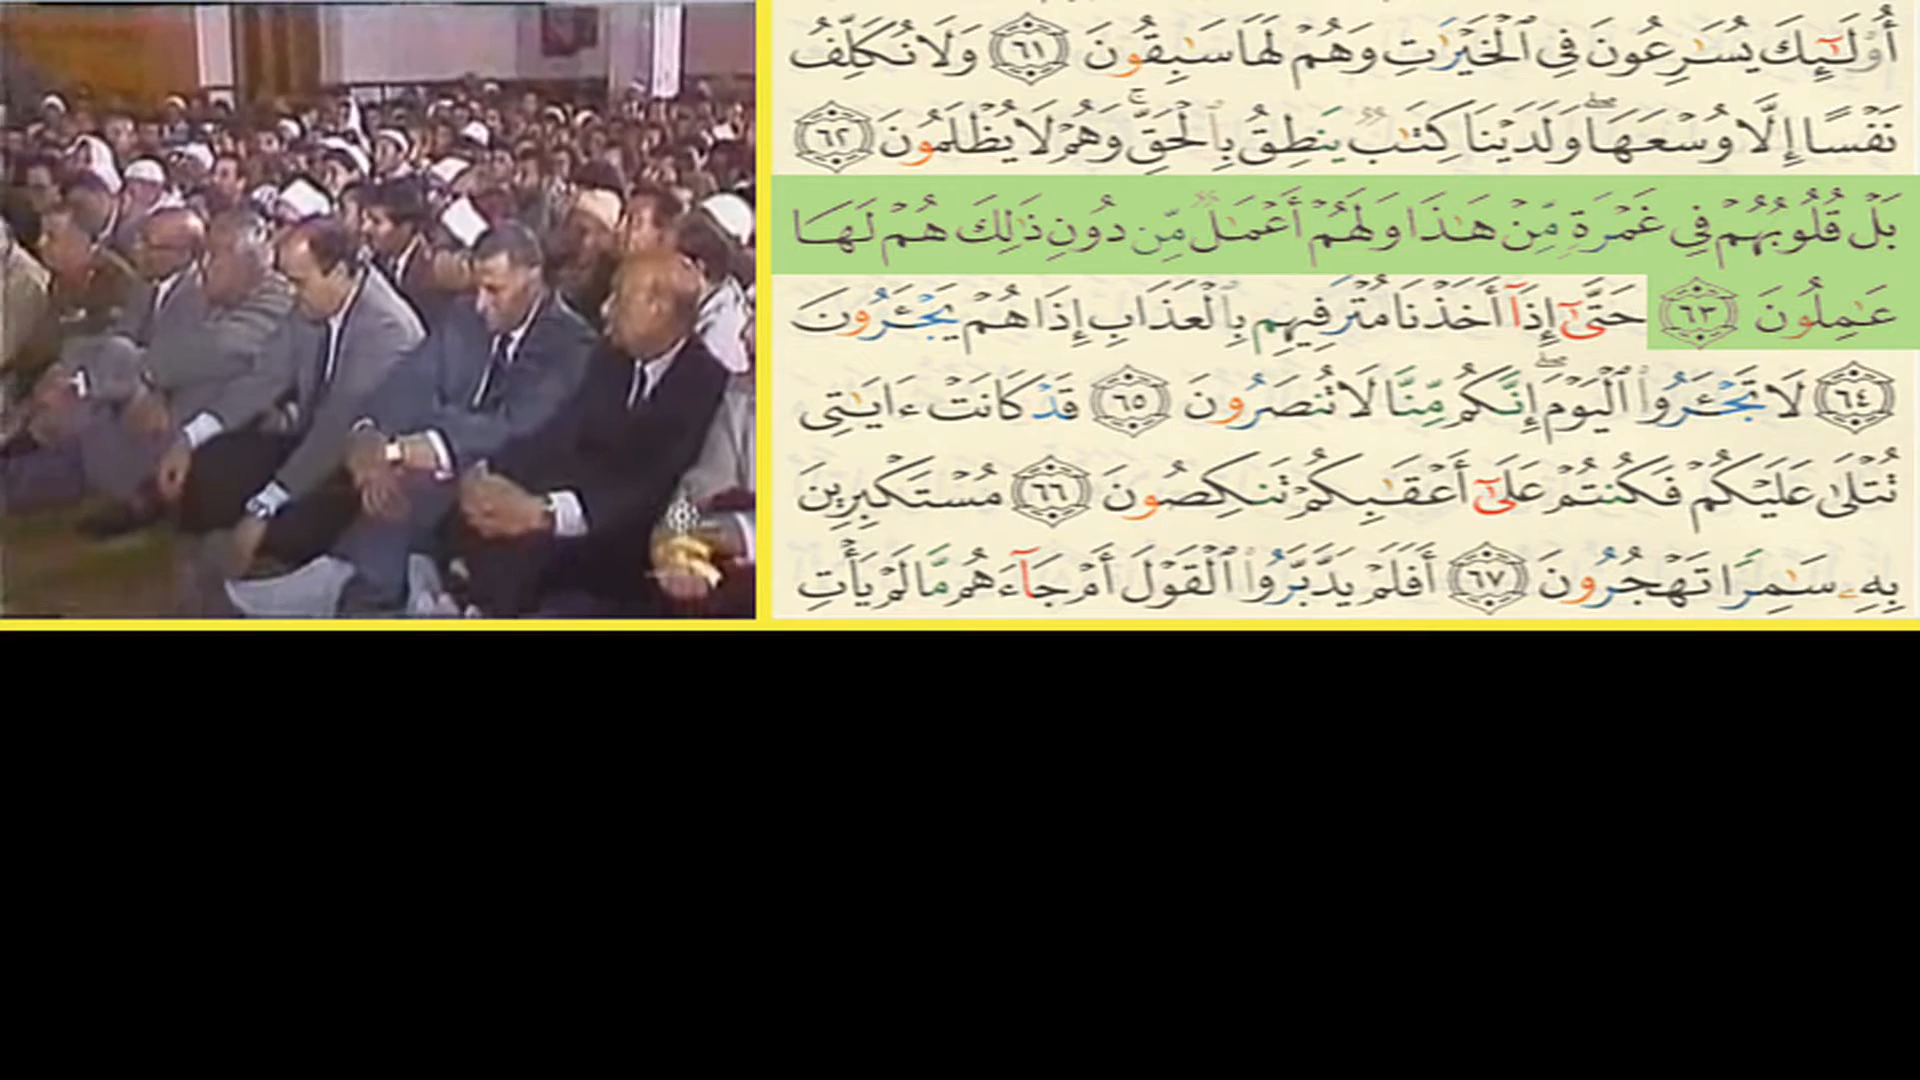 أُو۟لَـٰٓئِكَ يُسَـٰرِعُونَ فِى ٱلْخَيْرَٰتِ وَهُمْ لَهَا سَـٰبِقُونَ ٦١ وَلَا نُكَلِّفُ
نَفْسًا إِلَّا وُسْعَهَا ۖ وَلَدَيْنَا كِتَـٰبٌ يَنطِقُ بِٱلْحَقِّ ۚ وَهُمْ لَا يُظْلَمُونَ ٦٢
بَلْ قُلُوبُهُمْ فِى غَمْرَةٍ مِّنْ هَـٰذَا وَلَهُمْ أَعْمَـٰلٌ مِّن دُونِ ذَٰلِكَ هُمْ لَهَا
عَـٰمِلُونَ ٦٣ حَتَّىٰٓ إِذَآ أَخَذْنَا مُتْرَفِيهِم بِٱلْعَذَابِ إِذَا هُمْ يَجْـَٔرُونَ
٦٤ لَا تَجْـَٔرُوا۟ ٱلْيَوْمَ ۖ إِنَّكُم مِّنَّا لَا تُنصَرُونَ ٦٥ قَدْ كَانَتْ ءَايَـٰتِى
تُتْلَىٰ عَلَيْكُمْ فَكُنتُمْ عَلَىٰٓ أَعْقَـٰبِكُمْ تَنكِصُونَ ٦٦ مُسْتَكْبِرِينَ
بِهِۦ سَـٰمِرًا تَهْجُرُونَ ٦٧ أَفَلَمْ يَدَّبَّرُوا۟ ٱلْقَوْلَ أَمْ جَآءَهُم مَّا لَمْ يَأْتِ